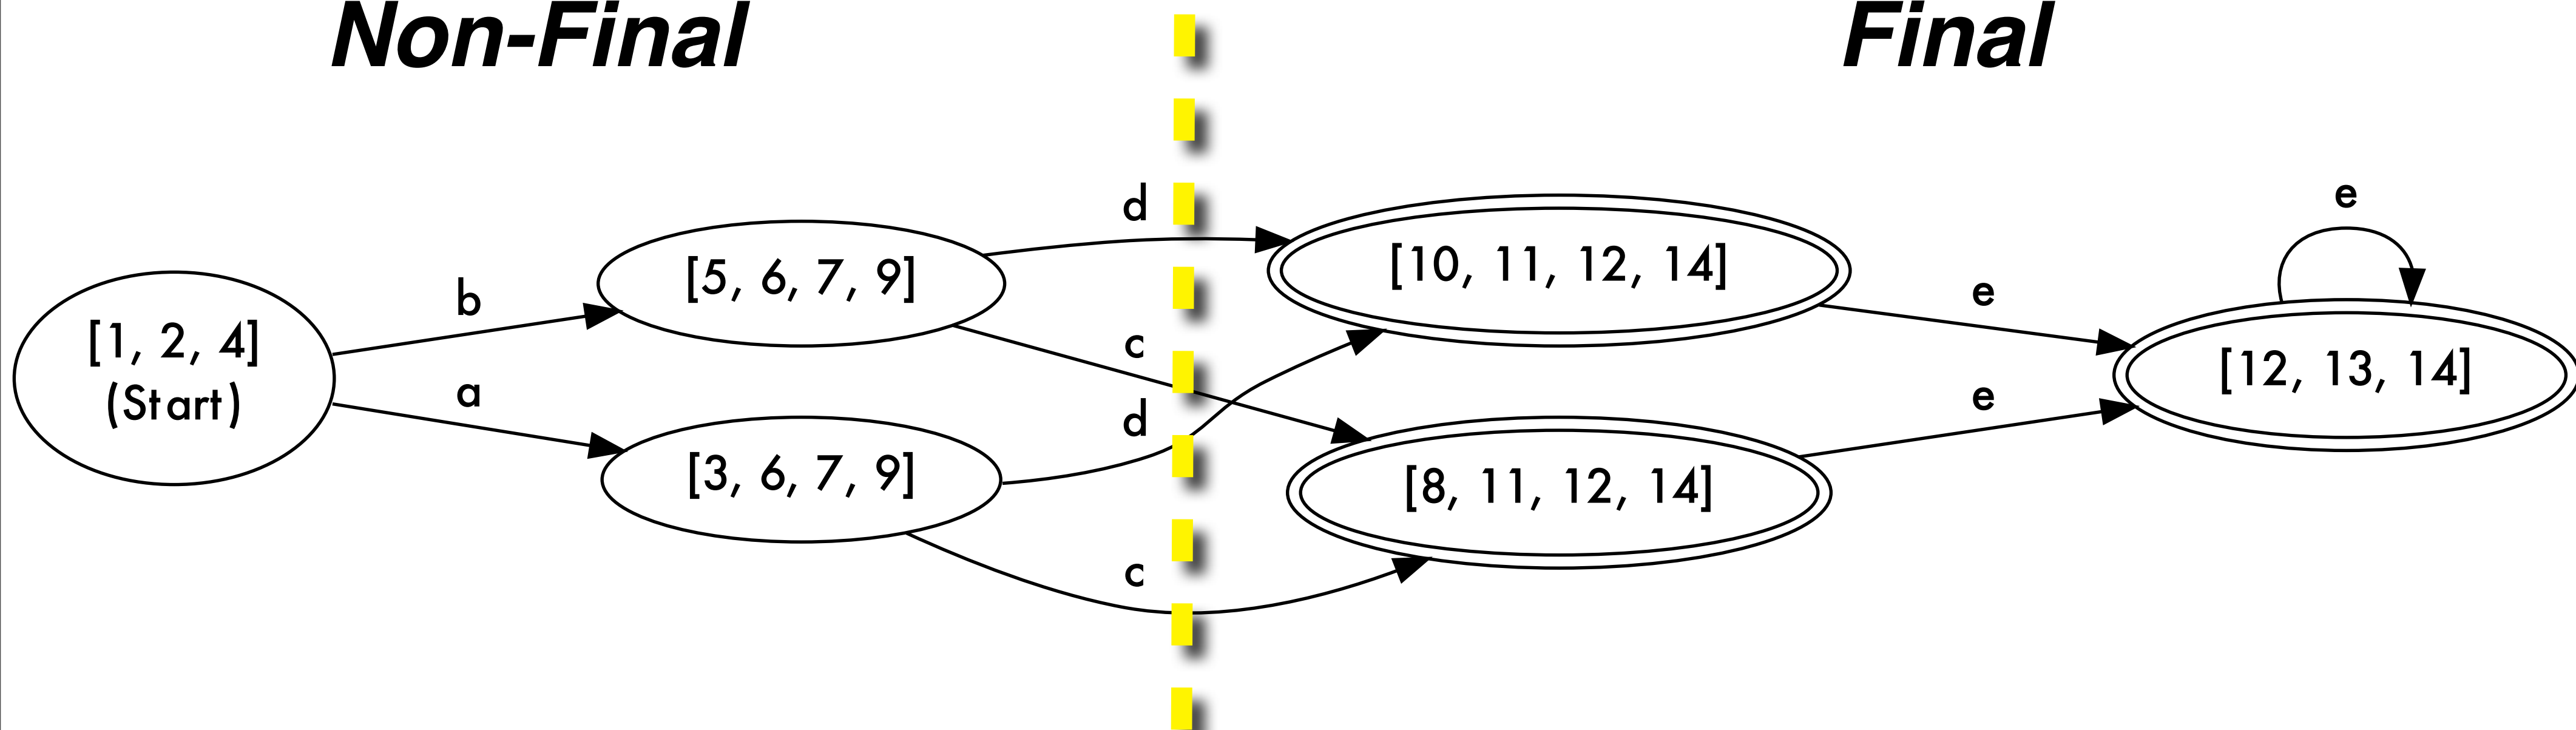 Non-Final
Final
[1, 2, 4]
(Start)
b
a
[5, 6, 7, 9]
[3, 6, 7, 9]
d
c
d
c
[10, 11, 12, 14]
[8, 11, 12, 14]
e
e
e
[12, 13, 14]